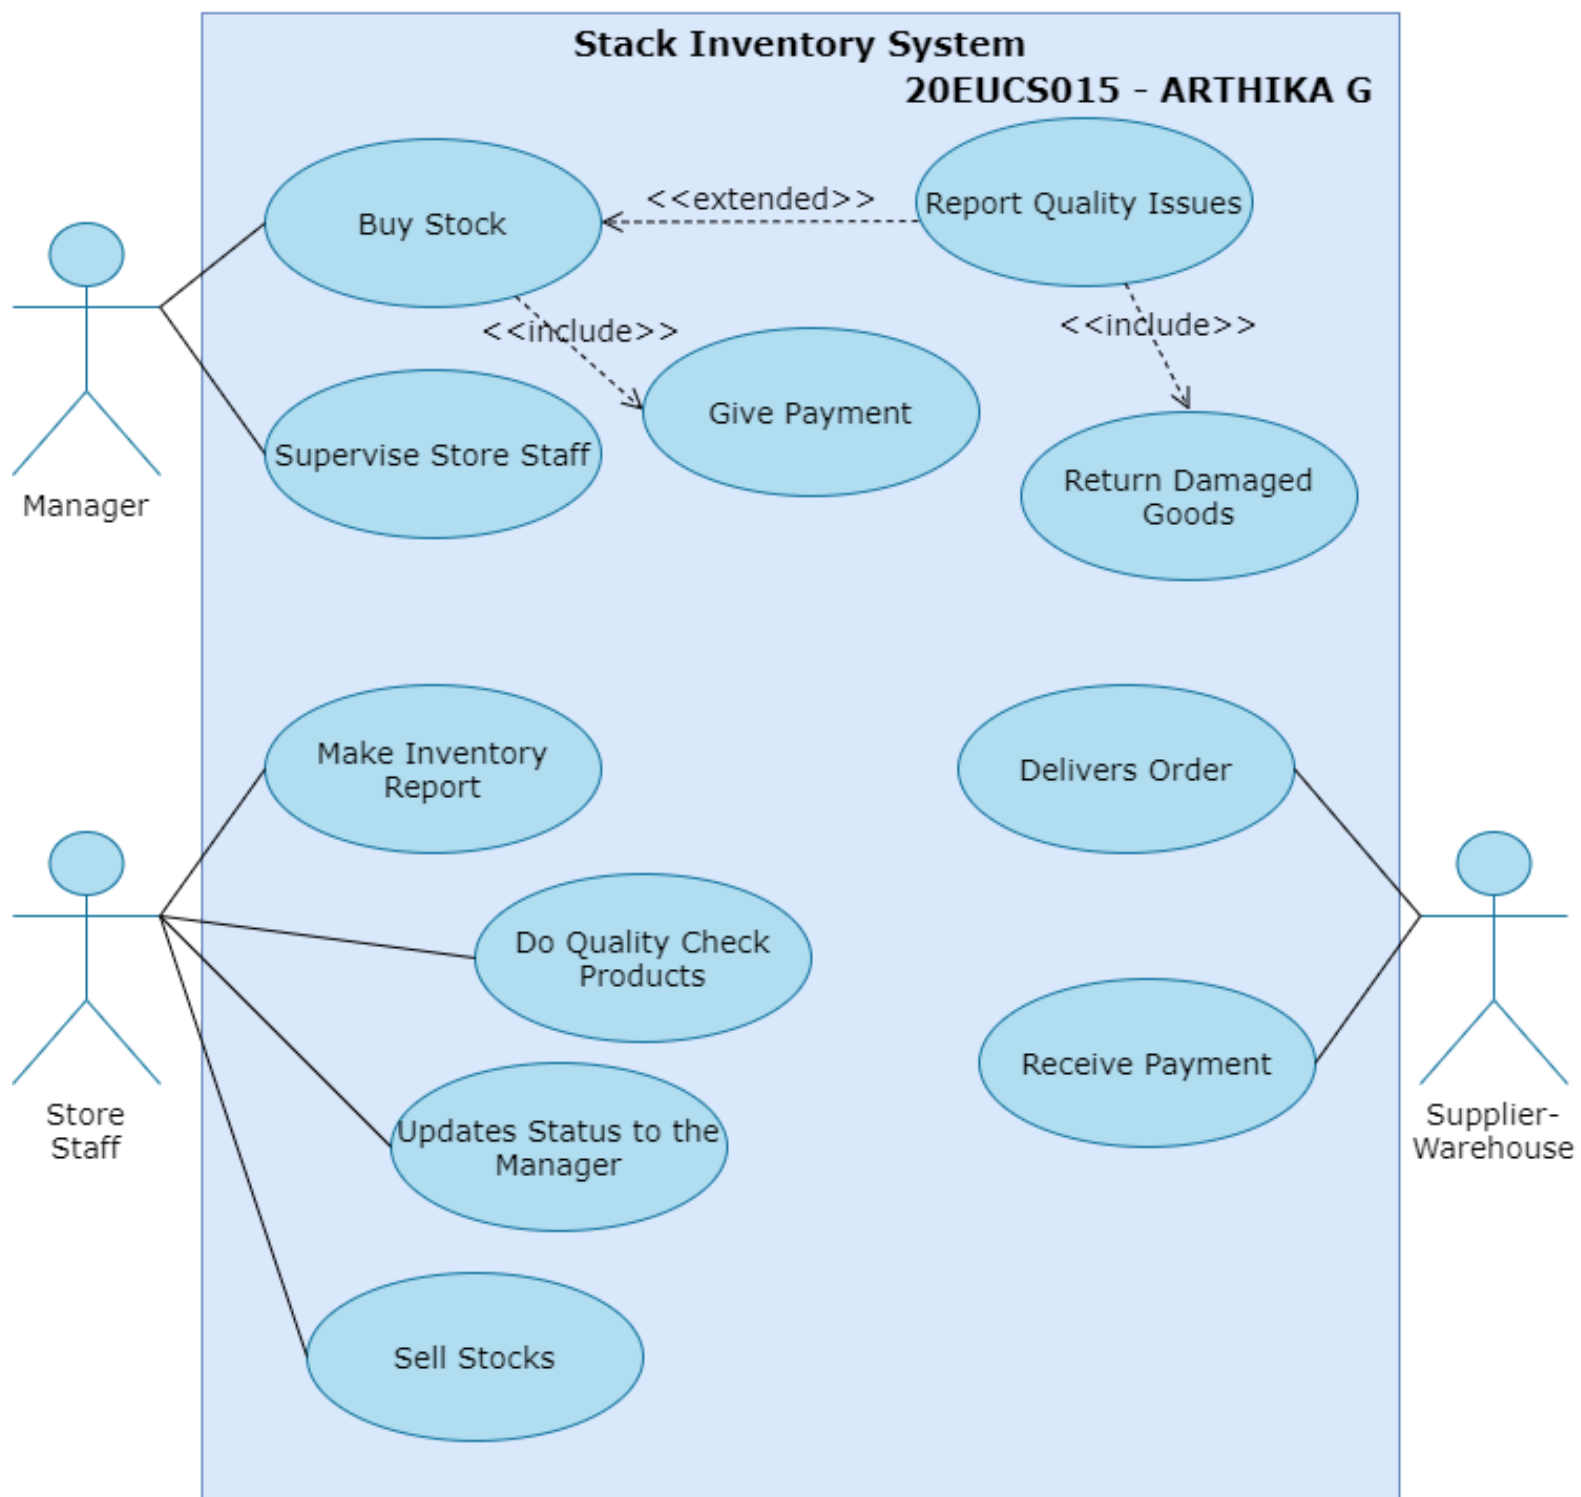 Stack Inventory System
20EUCS015 - ARTHIKA G
Buy Stock
<<extended>>
Report Quality Issues
<<include>>
<<include>>
Give Payment
Supervise Store Staff
Return Damaged
Goods
Manager
Make Inventory
Report
Delivers Order
Do Quality Check
Products
Receive Payment
Store
Staff
Updates Status to the
Manager
Supplier-
Warehouse
Sell Stocks